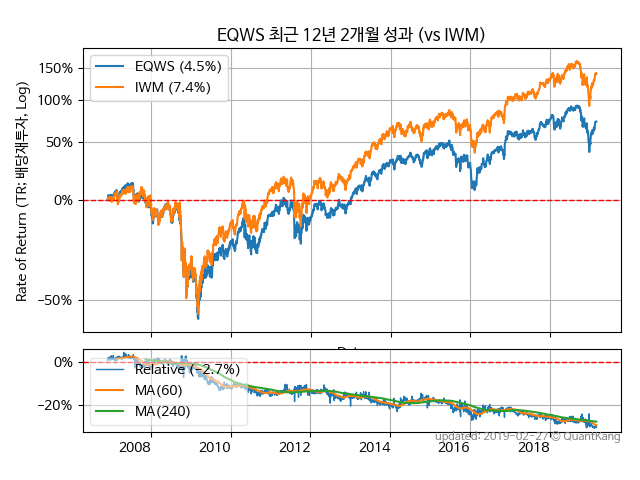 EQWS 최근 12년 2개월 성과 (vs IWM)
Rate of Return (TR: 배당재투자, Log)
150%
100%
50%
0%
−50%
EQWS (4.5%)
IWM (7.4%)
0%
−20%
Relative (−2.7%)
MA(60)
MA(240)
2008 2010 2012 2014 2016 2018
updated: 2019-02-27 © QuantKang